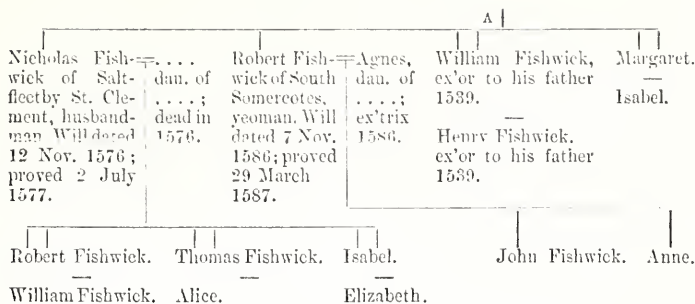 A
Nicholas Fish-
wick of Salt-
fleetby St. Cle-
ment, husband-
man. Will dated
12 Nov. 1576;
proved 2 July
1577.
. . . .
dau. of
. . . . ;
dead in
1576.
Robert Fish-
wick of South
Somercotes,
yeoman. Will
dated 7 Nov.
1586; proved
29 March
1587.
Agnes,
dau. of
. . . . ;
ex'trix
1586.
William Fishwick,
ex'or to his father
1539.
—
Henry Fishwick.
ex'or to his father
1539.
Margaret.
—
Isabel.
Robert Fishwick.
—
William Fishwick.
Thomas Fishwick.
—
Alice.
Isabel.
—
Elizabeth.
John Fishwick.
Anne.